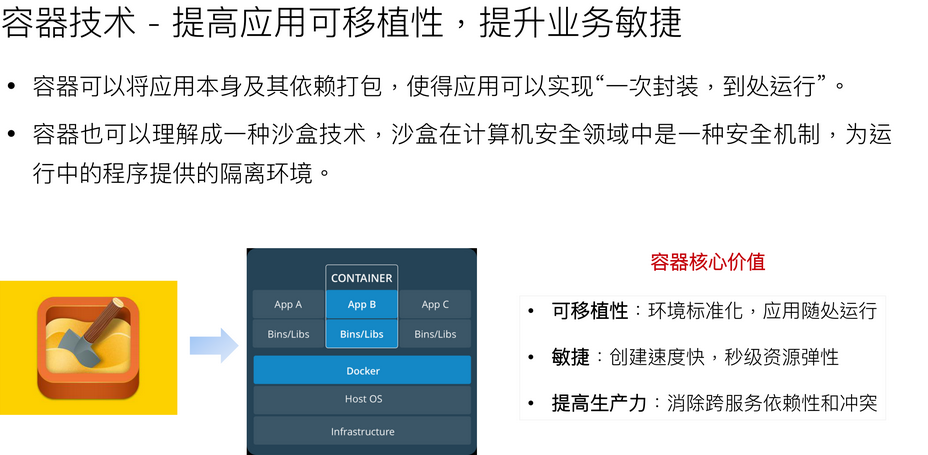 容器技术 - 提高应用可移植性，提升业务敏捷
• 容器可以将应用本身及其依赖打包，使得应用可以实现“一次封装，到处运行”。
• 容器也可以理解成一种沙盒技术，沙盒在计算机安全领域中是一种安全机制，为运
行中的程序提供的隔离环境。
CONTAINER
App A App B App C
Bins/Libs Bins/Libs Bins/Libs
Docker
Host OS
Infrastructure
容器核心价值
• 可移植性：环境标准化，应用随处运行
• 敏捷：创建速度快，秒级资源弹性
• 提高生产力：消除跨服务依赖性和冲突